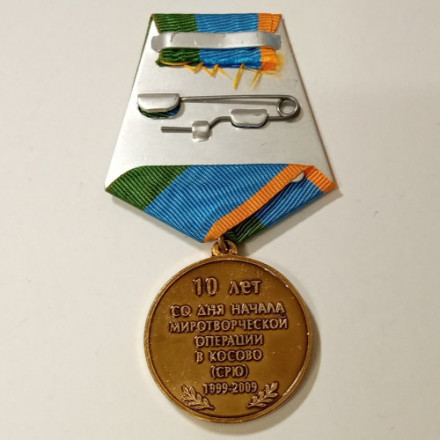 10 лет
СО ДНЯ НАЧАЛА
МИРОТВОРЧЕСКОЙ
ОПЕРАЦИИ
В КОСОВО
(СРЮ)
1999-2009